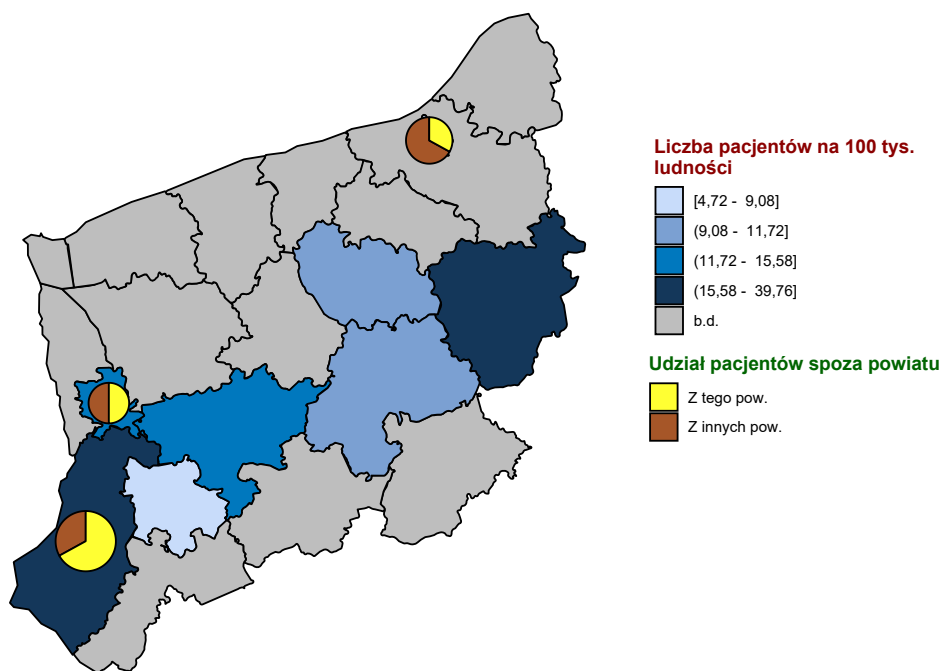 Liczba pacjentów na 100 tys.
ludności
[4,72 - 9,08]
(9,08 - 11,72]
(11,72 - 15,58]
(15,58 - 39,76]
b.d.
Udział pacjentów spoza powiatu
Z tego pow.
Z innych pow.